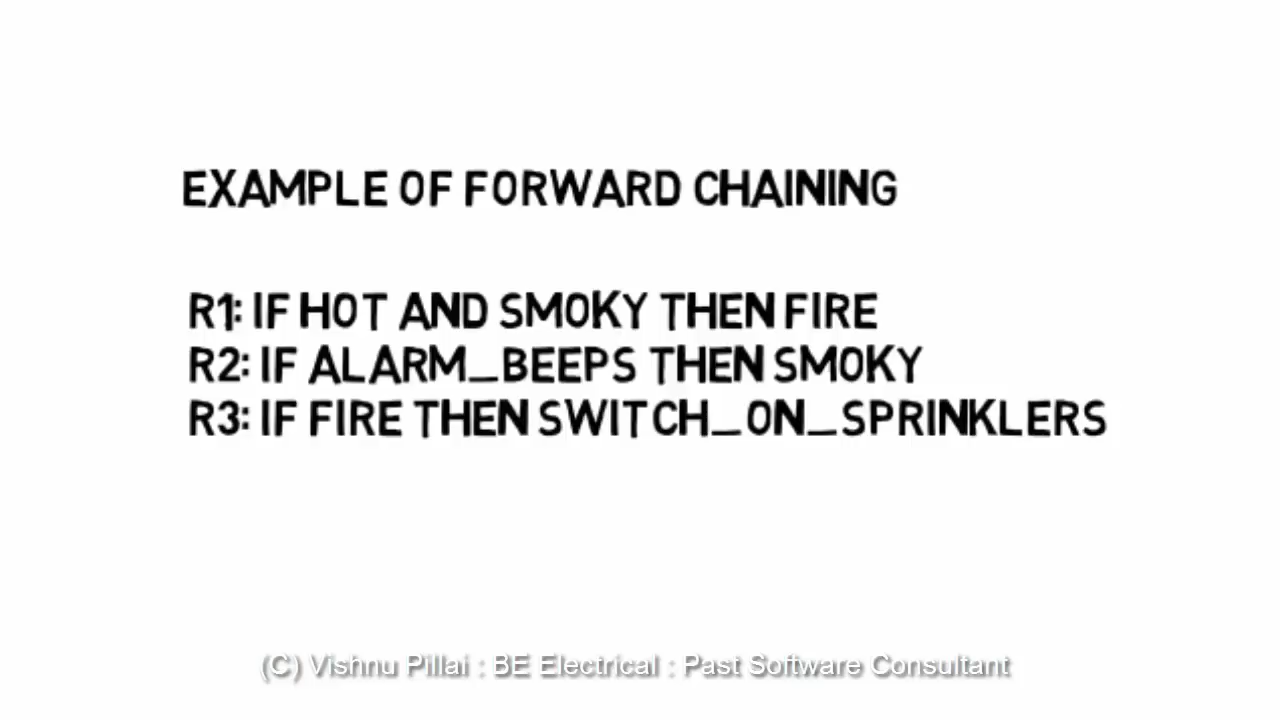 EXAMPLE OF FORWARD CHAINING
R1: IF HOT AND SMOKY THEN FIRE
R2: IF ALARM_BEEPS THEN SMOKY
R3: IF FIRE THEN SWITCH_ON_SPRINKLERS
(C) Vishnu Pillai : BE Electrical : Past Software Consultant